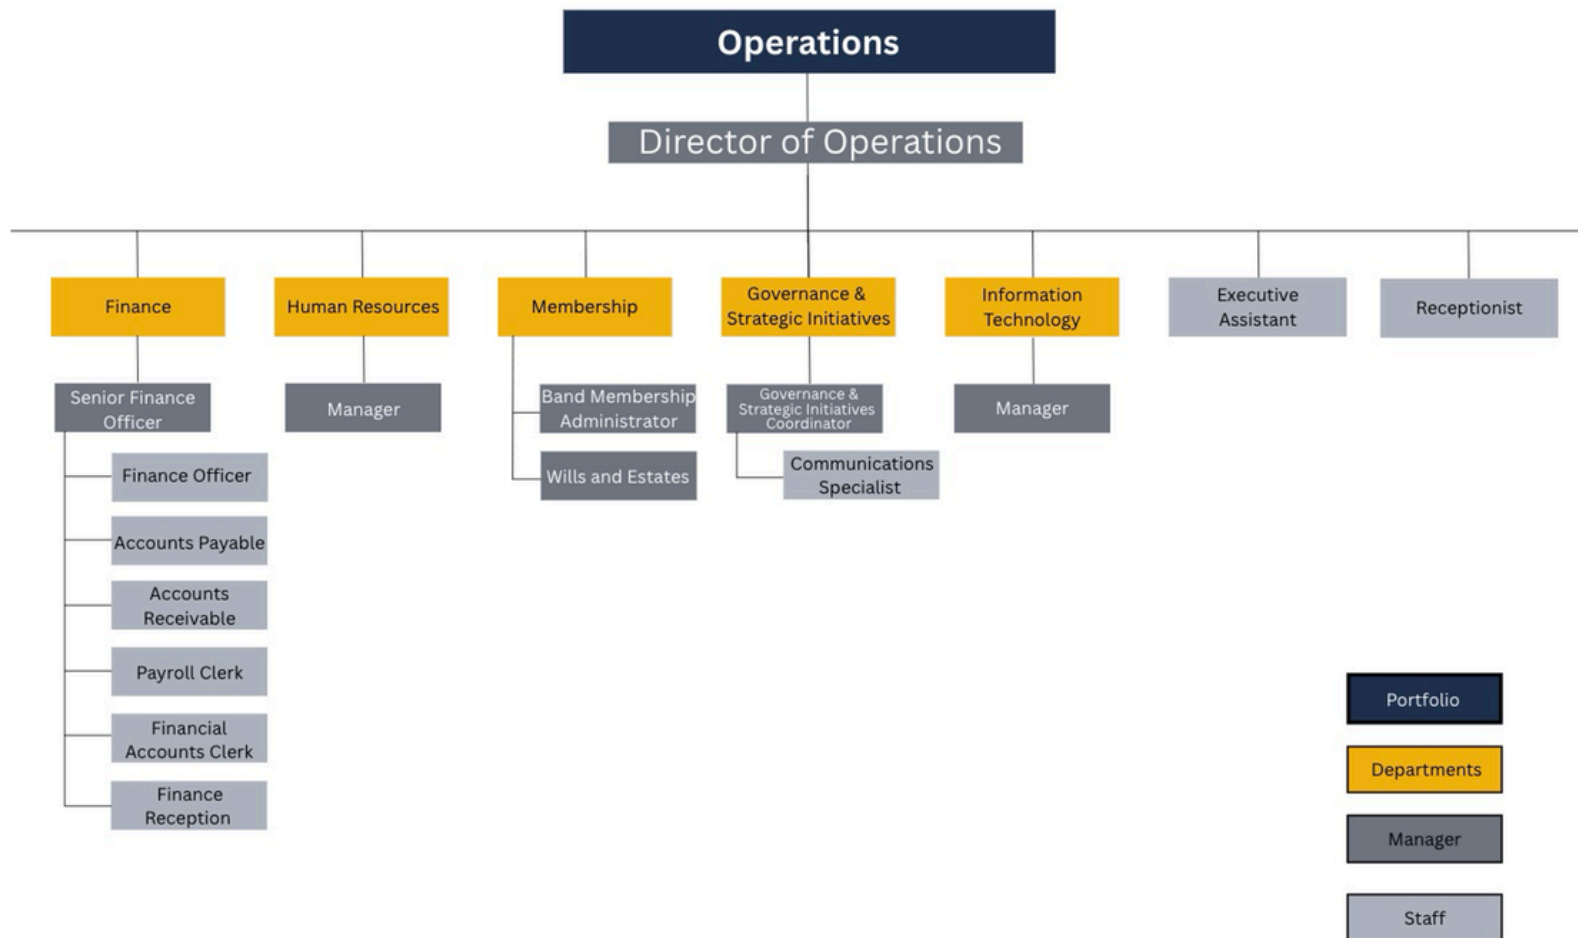 Operations
Director of Operations
Finance
Human Resources
Membership
Governance &
Strategic Initiatives
Information
Technology
Executive
Assistant
Receptionist
Senior Finance
Officer
Manager
Band Membership
Administrator
Governance &
Strategic Initiatives
Coordinator
Manager
Finance Officer
Wills and Estates
Communications
Specialist
Accounts Payable
Accounts
Receivable
Payroll Clerk
Financial
Accounts Clerk
Finance
Reception
Portfolio
Departments
Manager
Staff